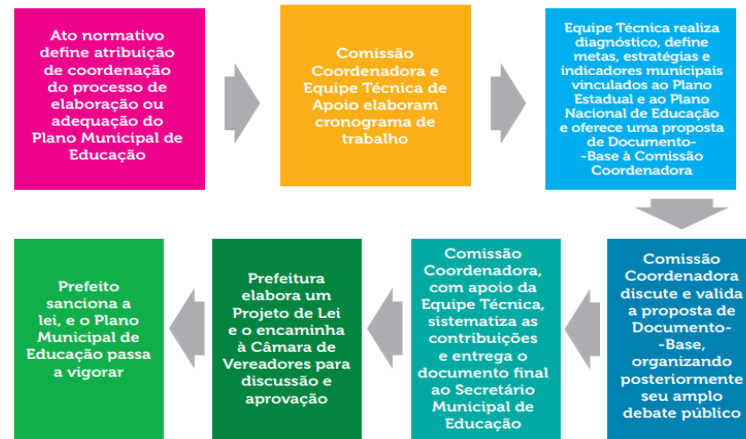 Ato normativo
define atribuição
de coordenação
do processo de
elaboração ou
adequação do
Plano Municipal de
Educação
Comissão
Coordenadora e
Equipe Técnica de
Apoio elaboram
cronograma de
trabalho
Equipe Técnica realiza
diagnóstico, define
metas, estratégias e
indicadores municipais
vinculados ao Plano
Estadual e ao Plano
Nacional de Educação
e oferece uma proposta
de Documento-
-Base à Comissão
Coordenadora
Comissão
Coordenadora
discute e valida
a proposta de
Documento-
-Base,
organizando
posteriormente
seu amplo
debate público
Comissão
Coordenadora,
com apoio da
Equipe Técnica,
sistematiza as
contribuições
e entrega o
documento final
ao Secretário
Municipal de
Educação
Prefeitura
elabora um
Projeto de Lei
e o encaminha
à Câmara de
Vereadores para
discussão e
aprovação
Prefeito
sanciona a
lei, e o Plano
Municipal de
Educação passa
a vigorar